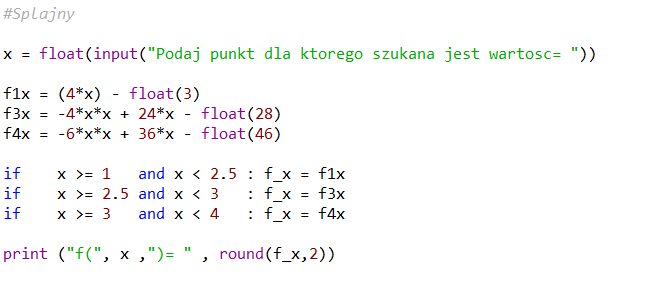 #Splajny
x = float(input("Podaj punkt dla ktorego szukana jest wartosc= "))
f1x = (4*x) - float(3)
f3x = -4*x*x + 24*x - float(28)
f4x = -6*x*x + 36*x - float(46)
if    x >= 1   and x < 2.5 : f_x = f1x
if    x >= 2.5 and x < 3   : f_x = f3x
if    x >= 3   and x < 4   : f_x = f4x
print ("f(", x ,")= " , round(f_x,2))